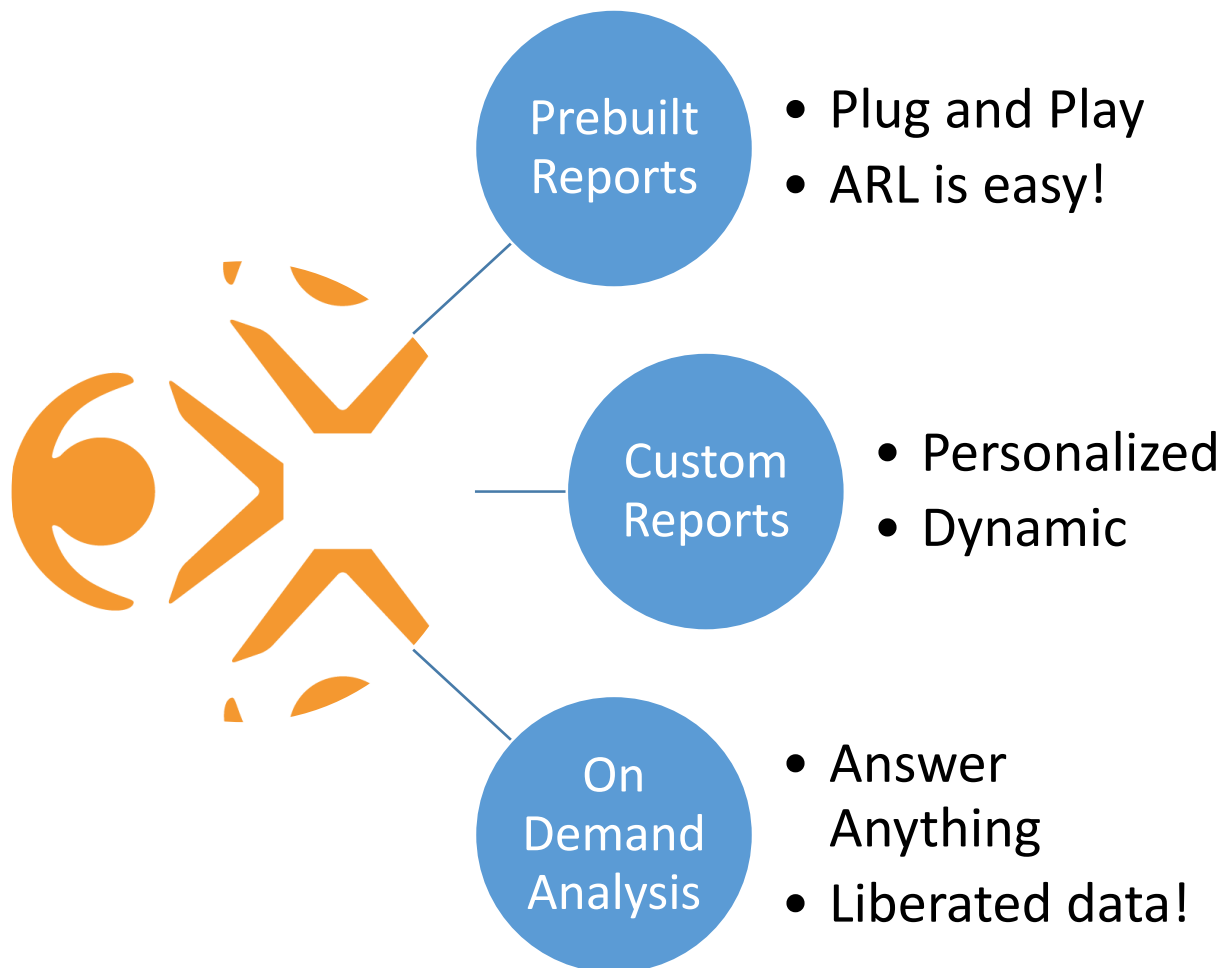 Prebuilt
Reports
• Plug and Play
• ARL is easy!
Custom
Reports
• Personalized
• Dynamic
On
Demand
Analysis
• Answer
Anything
• Liberated data!